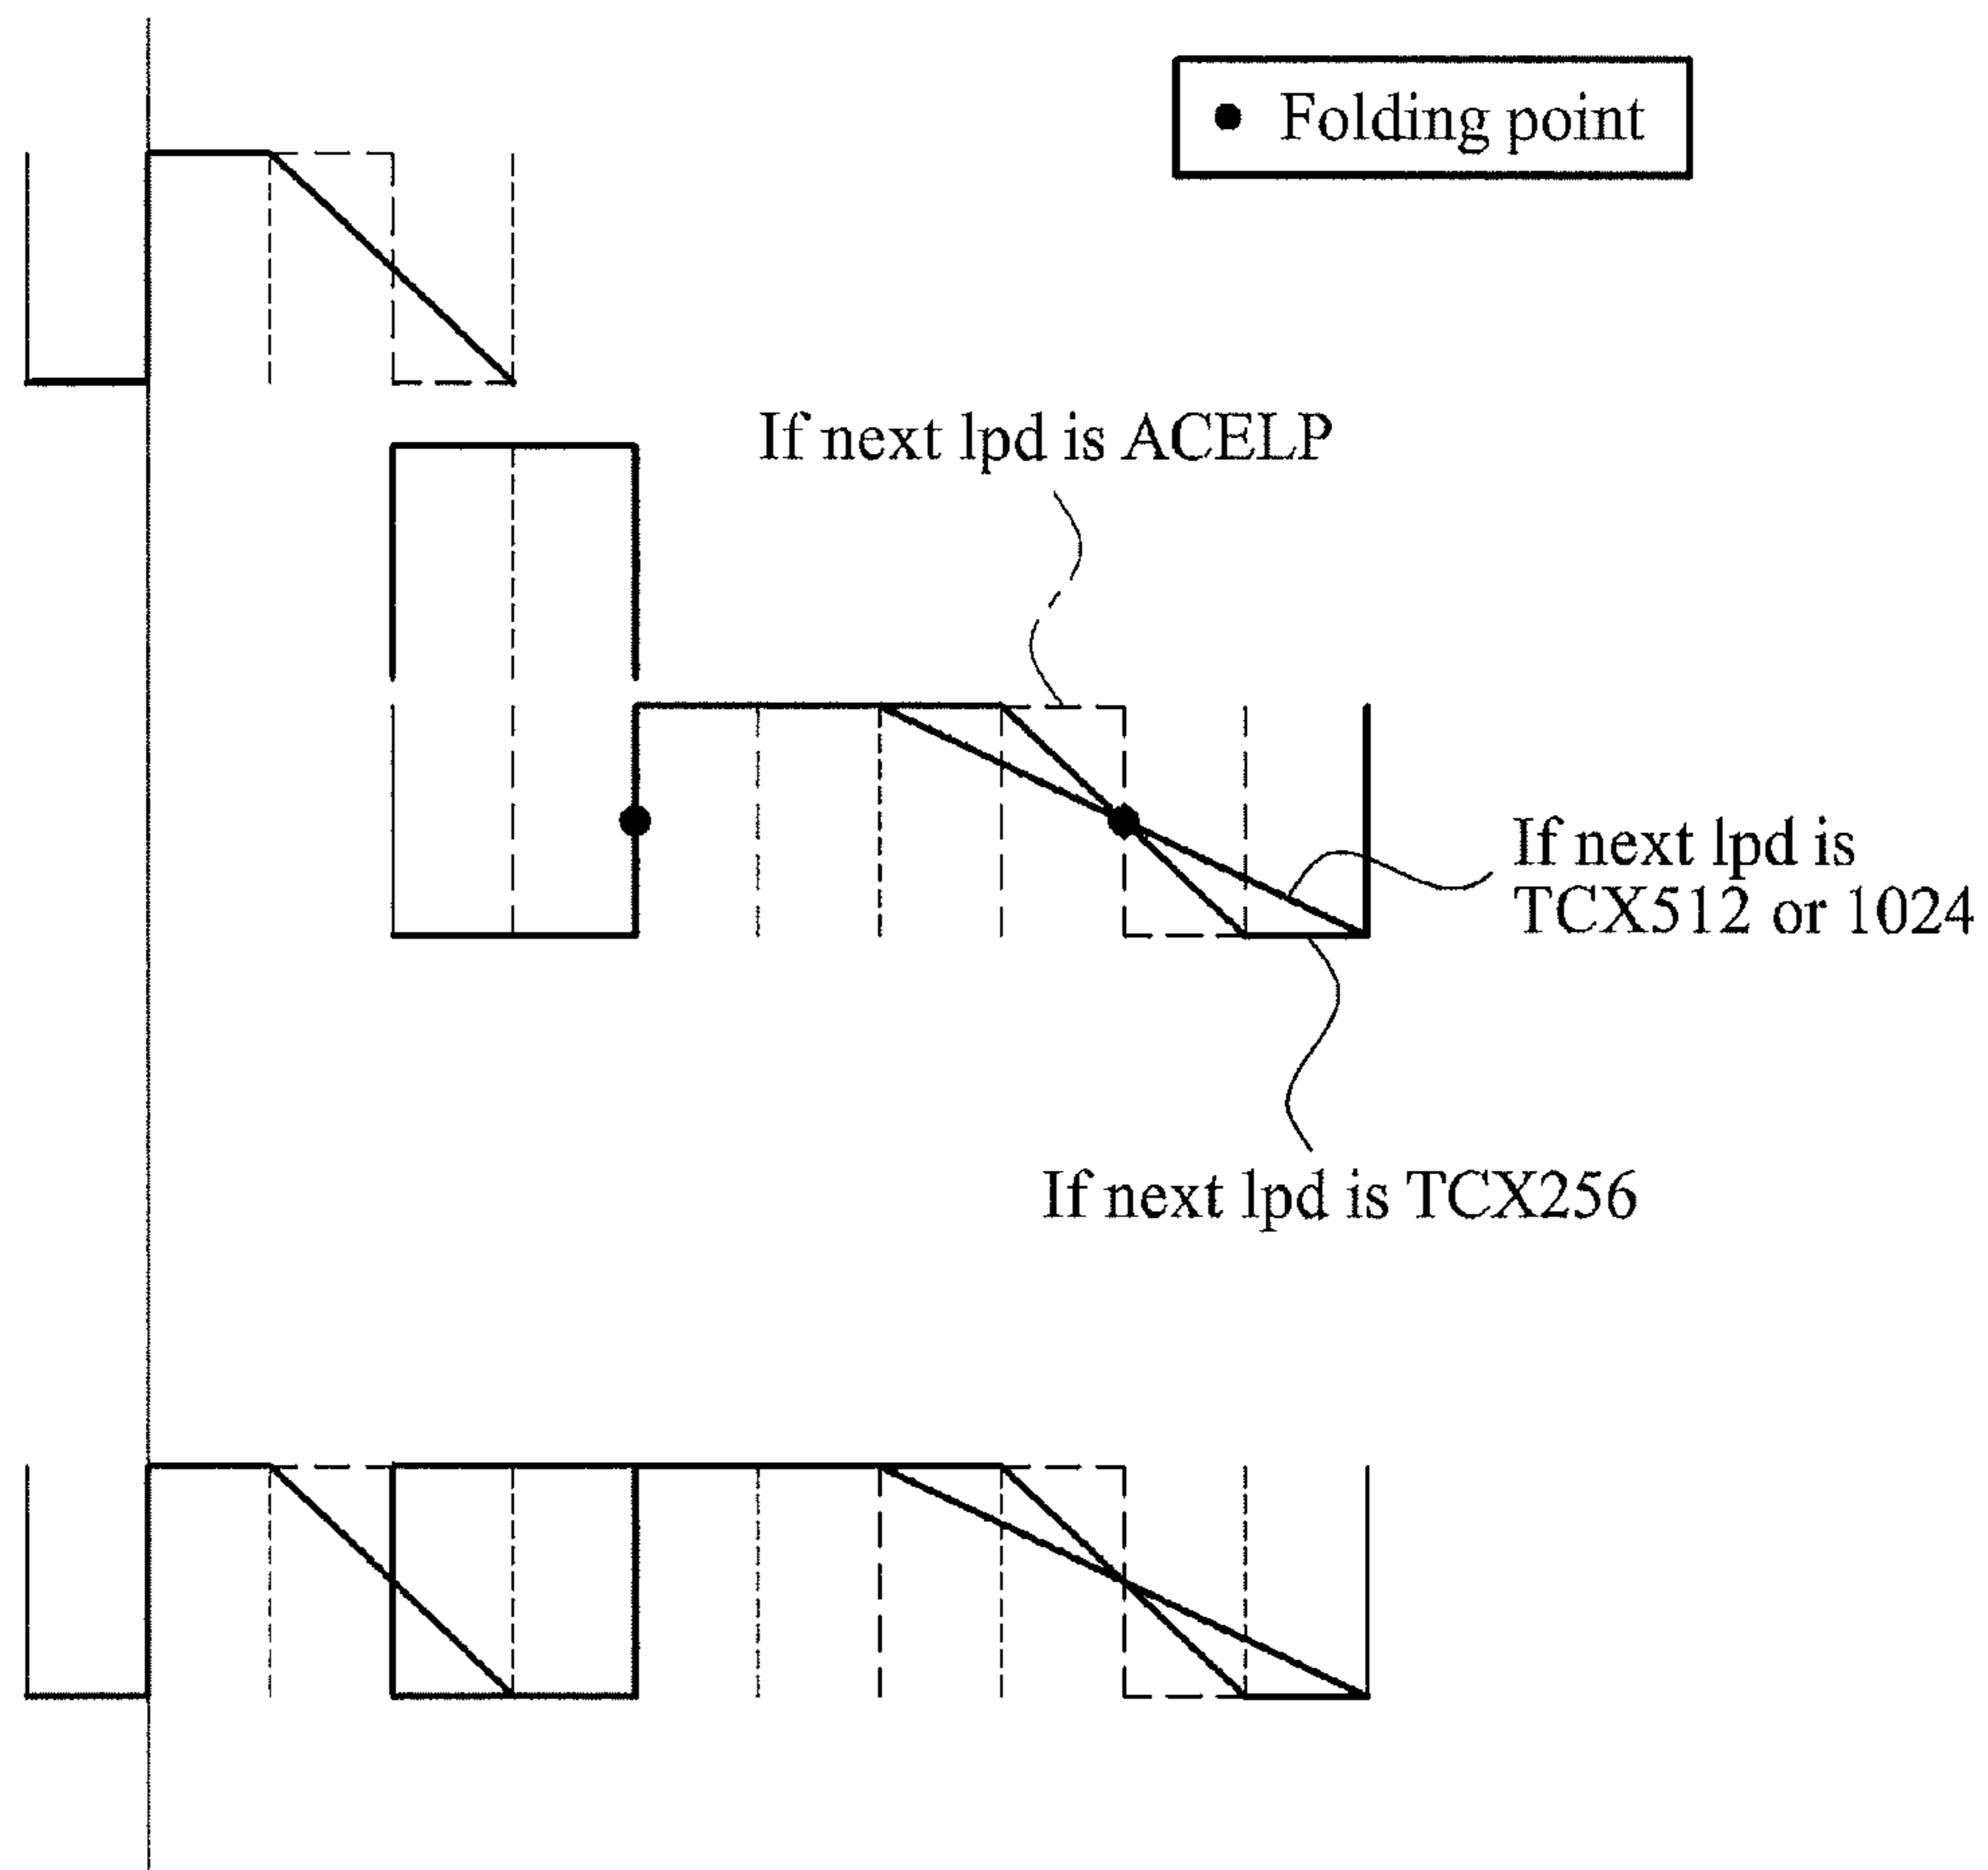 Folding point
If next lpd is ACELP
If next lpd is
TCX512 or 1024
If next lpd is TCX256